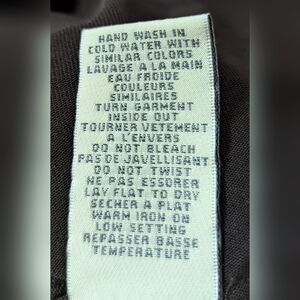 HAND WASH IN
COLD WATER WITH
SIMILAR COLORS
LAVAGE A LA MAIN
EAU FROIDE
COULEURS
SIMILAIRES
TURN GARMENT
INSIDE OUT
TOURNER VETEMENT
A L'ENVERS
DO NOT BLEACH
PAS DE JAVELLISANT
DO NOT TWIST
NE PAS ESSORER
LAY FLAT TO DRY
SECHER A PLAT
WARM IRON ON
LOW SETTING
REPASSER BASSE
TEMPERATURE